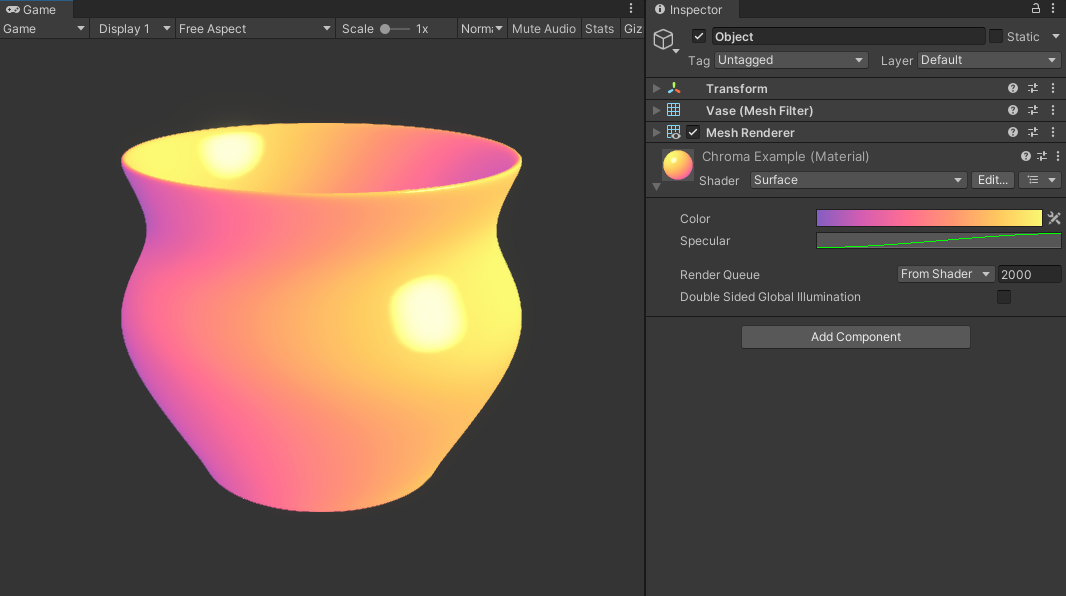 Game
Game Display 1 Free Aspect Scale 1x Norma Mute Audio Stats Giz
Inspector
Object Static
Tag Untagged Layer Default
Transform
Vase (Mesh Filter)
Mesh Renderer
Chroma Example (Material)
Shader Surface Edit...
Color
Specular
Render Queue From Shader 2000
Double Sided Global Illumination
Add Component